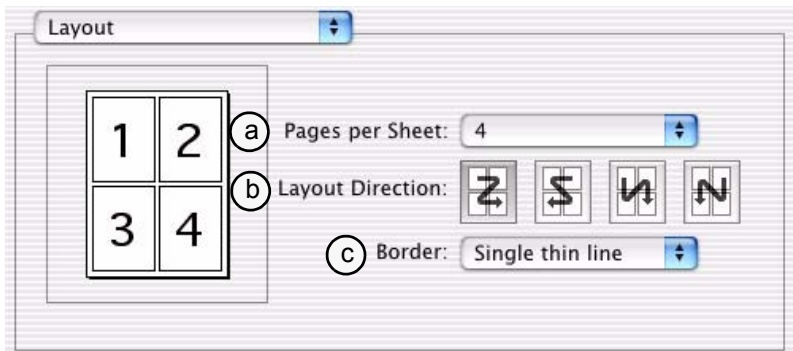 Layout
1 2
3 4
a Pages per Sheet: 4
b Layout Direction:
c Border: Single thin line